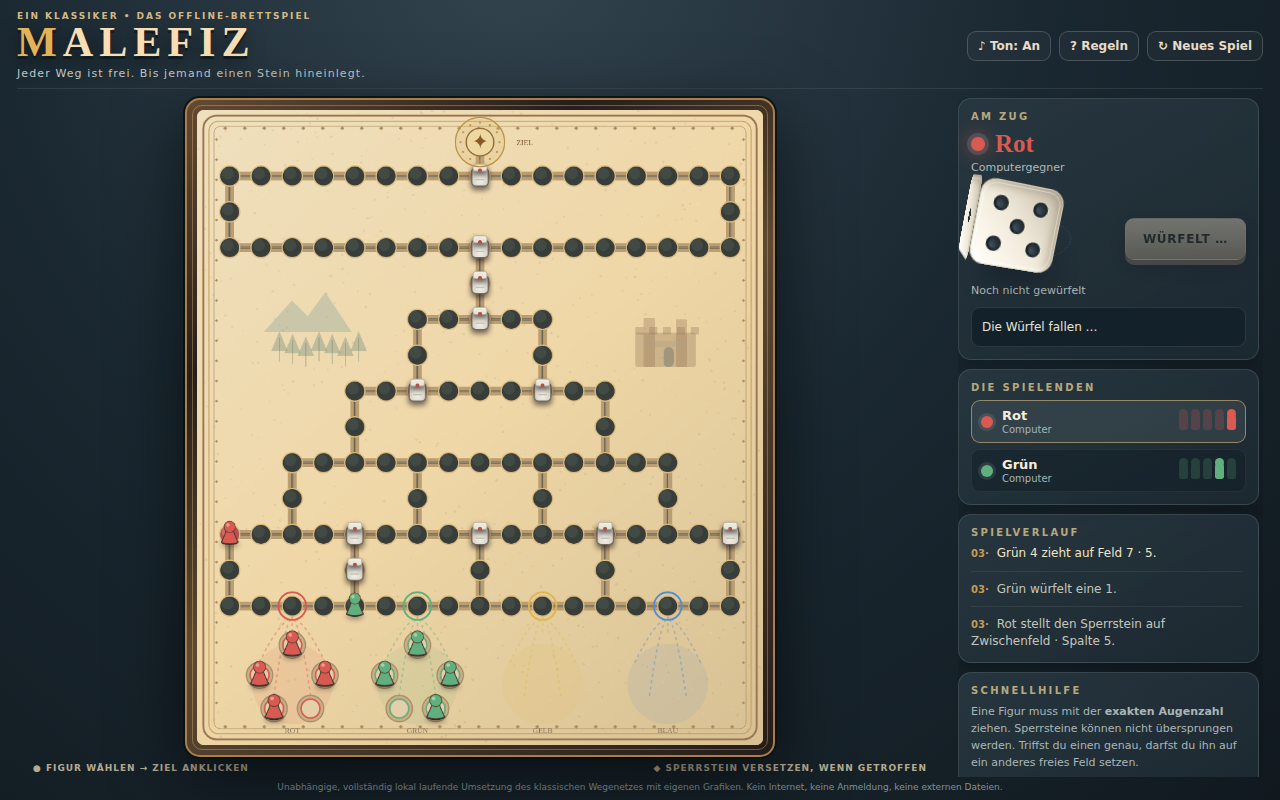 EIN KLASSIKER • DAS OFFLINE-BRETTSPIEL
MALEFIZ
Jeder Weg ist frei. Bis jemand einen Stein hineinlegt.
♪ Ton: An
? Regeln
↻ Neues Spiel
ZIEL
ROT
GRÜN
GELB
BLAU
● FIGUR WÄHLEN → ZIEL ANKLICKEN
◆ SPERRSTEIN VERSETZEN, WENN GETROFFEN
AM ZUG
Rot
Computergegner
WÜRFELT …
Noch nicht gewürfelt
Die Würfel fallen …
DIE SPIELENDEN
Rot
Computer
Grün
Computer
SPIELVERLAUF
03· Grün 4 zieht auf Feld 7 · 5.
03· Grün würfelt eine 1.
03· Rot stellt den Sperrstein auf
Zwischenfeld · Spalte 5.
SCHNELLHILFE
Eine Figur muss mit der exakten Augenzahl
ziehen. Sperrsteine können nicht übersprungen
werden. Triffst du einen genau, darfst du ihn auf
ein anderes freies Feld setzen.
Unabhängige, vollständig lokal laufende Umsetzung des klassischen Wegenetzes mit eigenen Grafiken. Kein Internet, keine Anmeldung, keine externen Dateien.